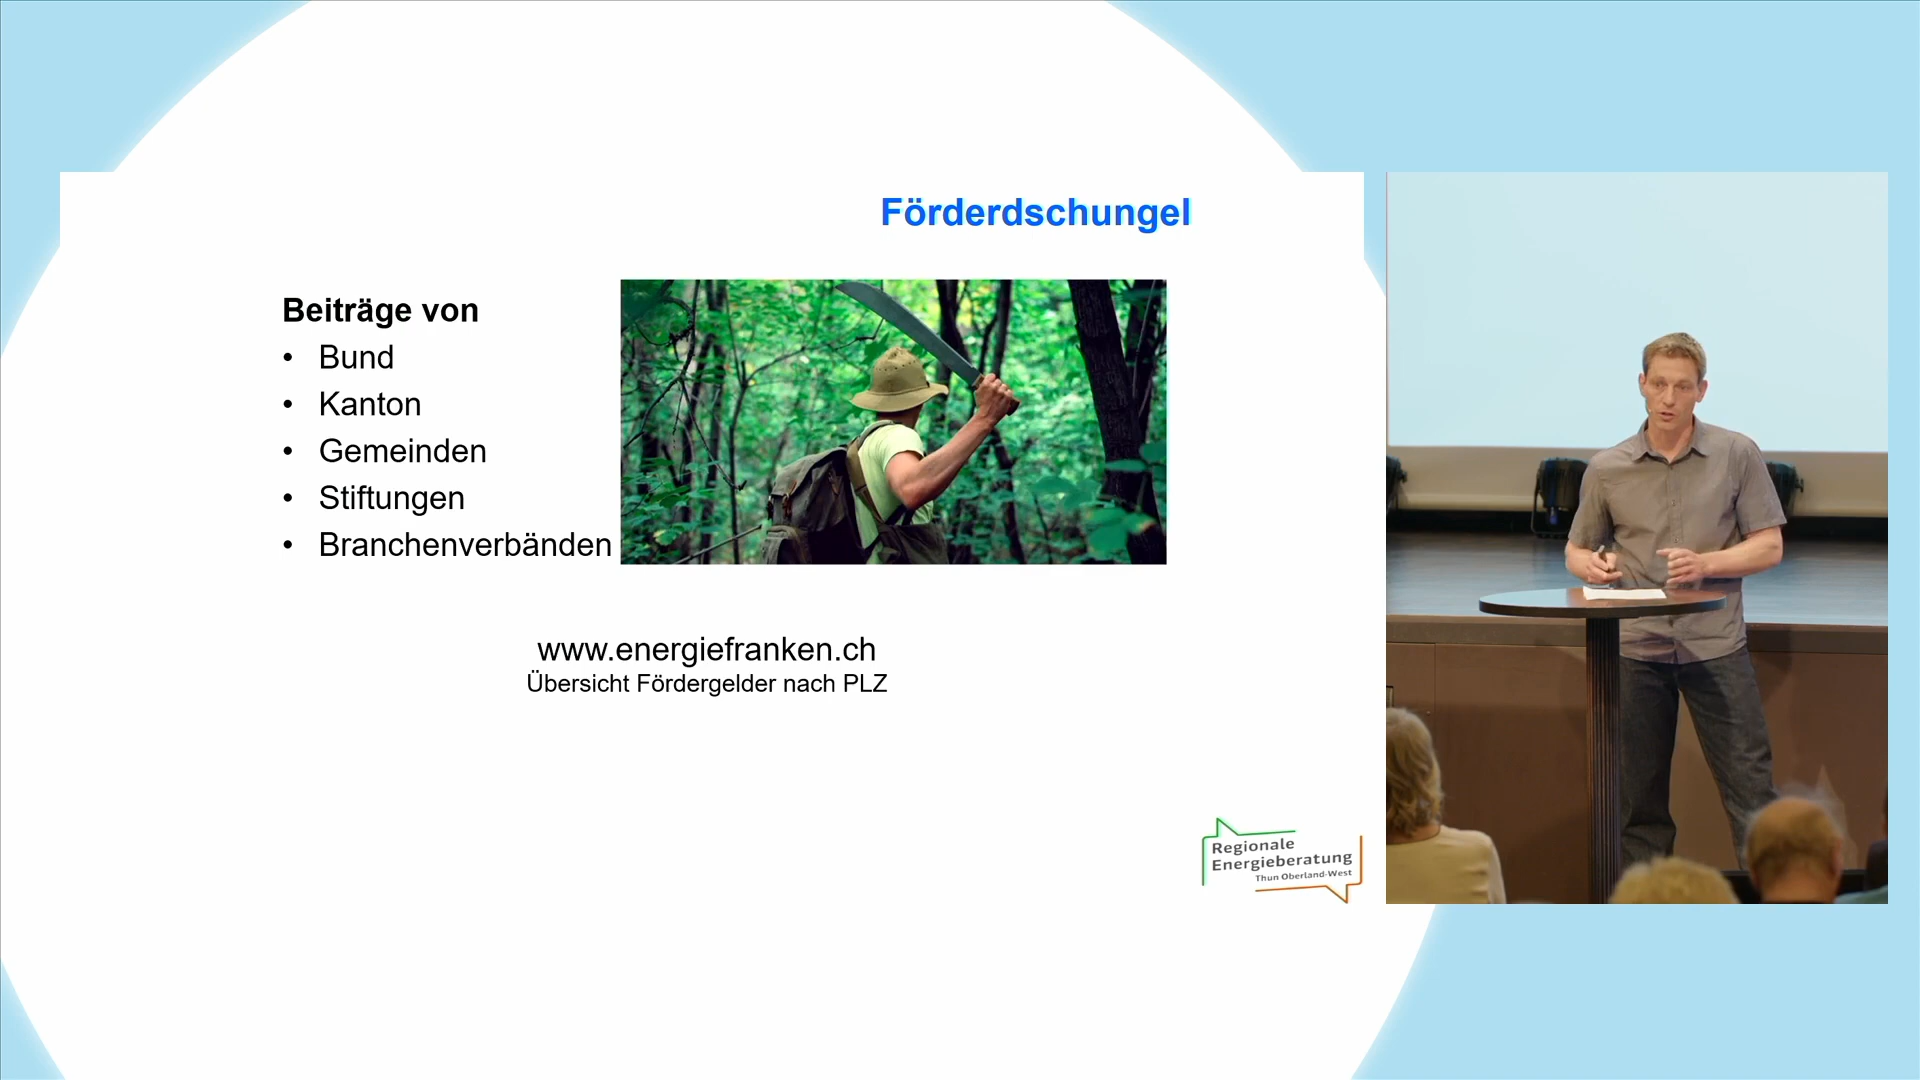 Förderdschungel
Beiträge von
• Bund
• Kanton
• Gemeinden
• Stiftungen
• Branchenverbänden
www.energiefranken.ch
Übersicht Fördergelder nach PLZ
Regionale
Energieberatung
Thun Oberland-West